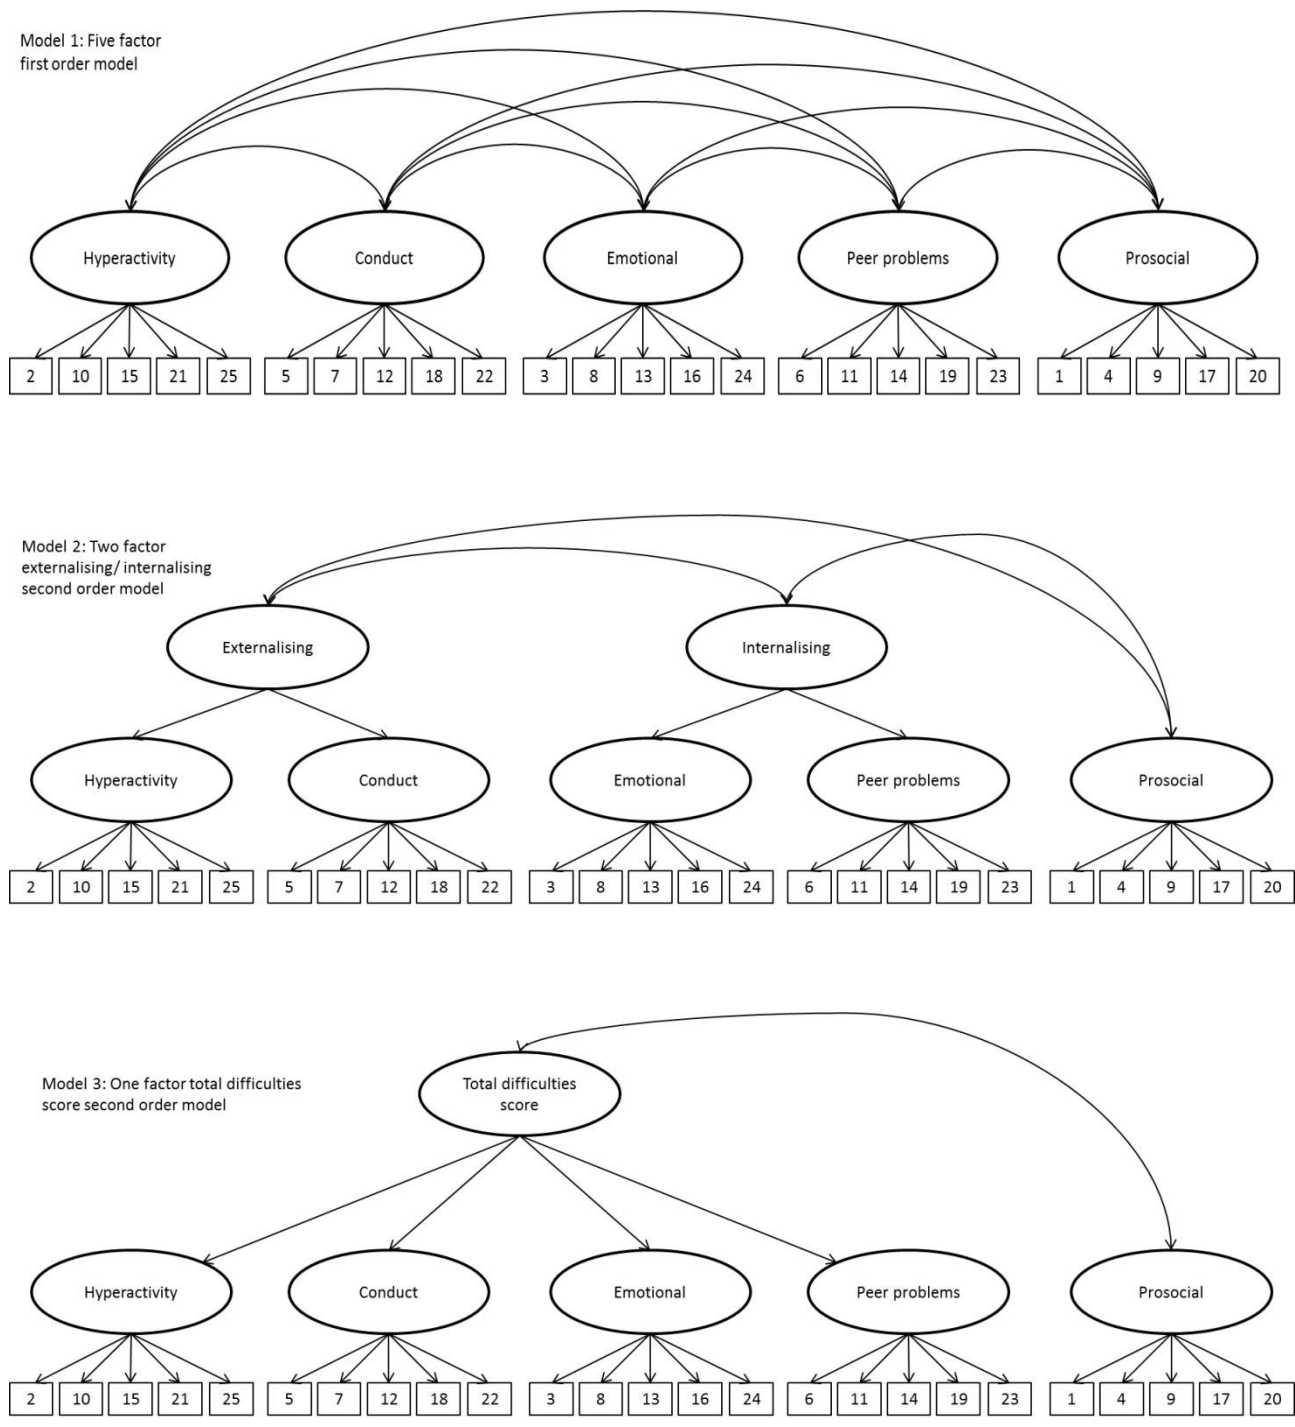 Model 1: Five factor
first order model
Hyperactivity
Conduct
Emotional
Peer problems
Prosocial
2 10 15 21 25 5 7 12 18 22 3 8 13 16 24 6 11 14 19 23 1 4 9 17 20
Model 2: Two factor
externalising/ internalising
second order model
Externalising
Internalising
Hyperactivity
Conduct
Emotional
Peer problems
Prosocial
2 10 15 21 25 5 7 12 18 22 3 8 13 16 24 6 11 14 19 23 1 4 9 17 20
Model 3: One factor total difficulties
score second order model
Total difficulties
score
Hyperactivity
Conduct
Emotional
Peer problems
Prosocial
2 10 15 21 25 5 7 12 18 22 3 8 13 16 24 6 11 14 19 23 1 4 9 17 20